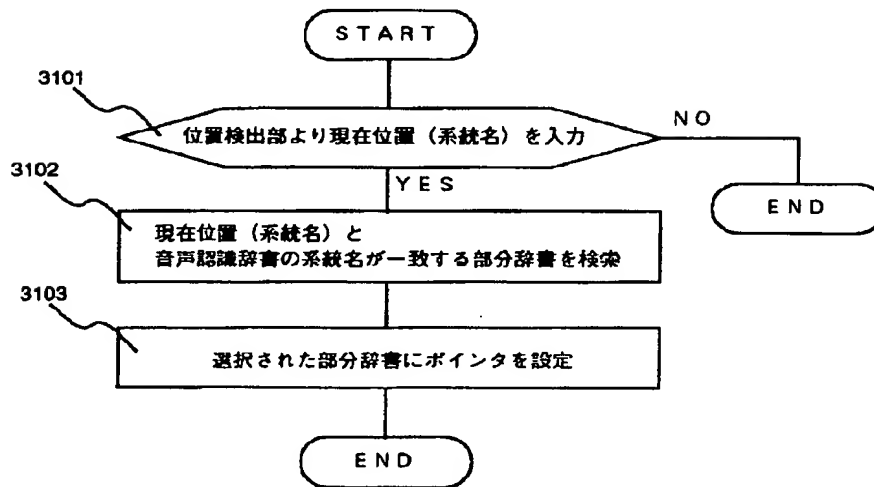 START
3101
位置検出部より現在位置(系統名)を入力
NO
3102
YES
END
現在位置(系統名)と
音声認識辞書の系統名が一致する部分辞書を検索
3103
選択された部分辞書にポインタを設定
END